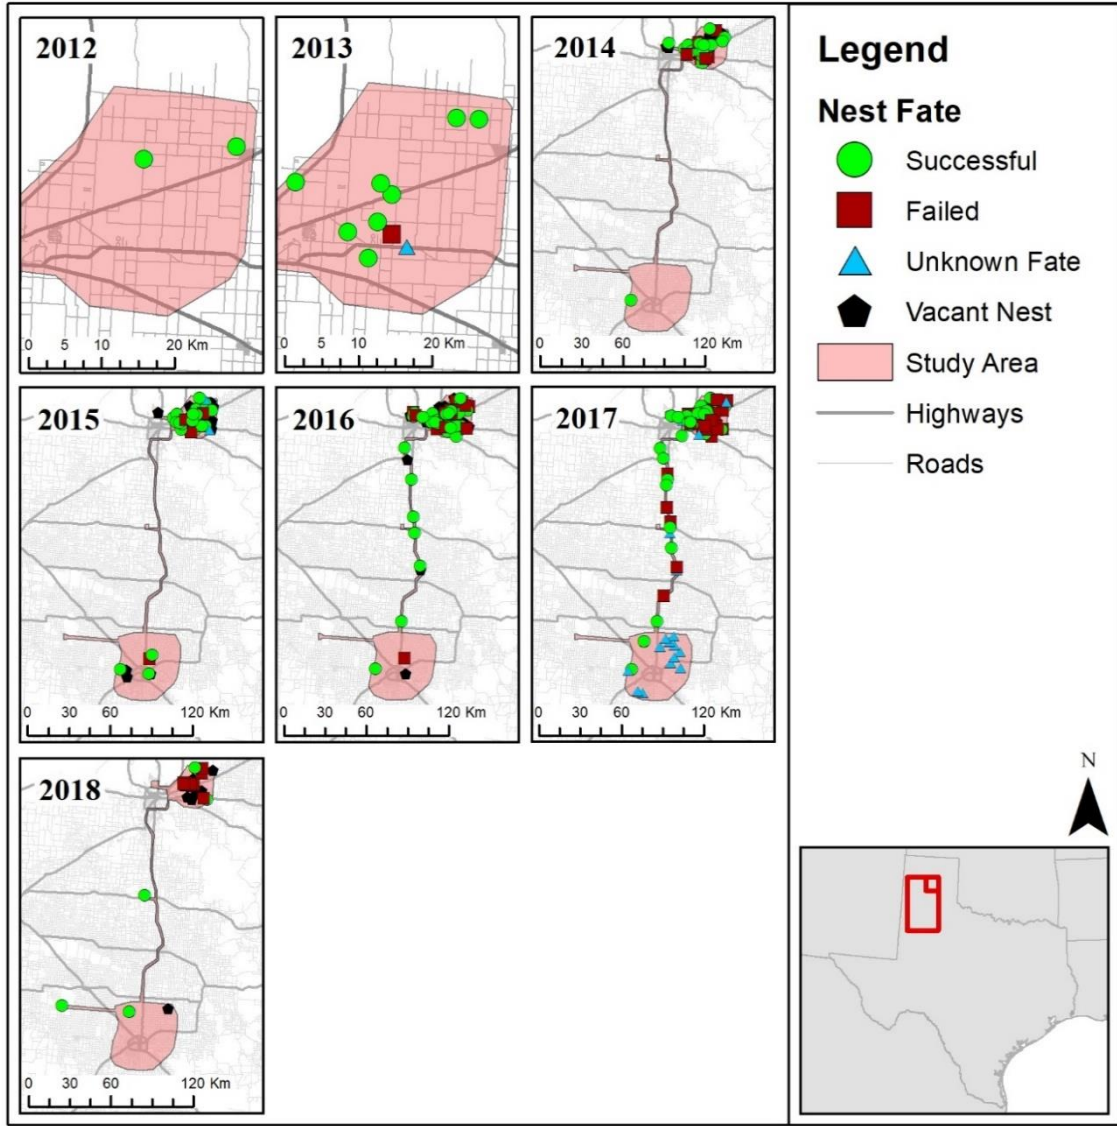 2012
0 5 10 20 Km
2013
0 5 10 20 Km
2014
0 30 60 120 Km
2015
0 30 60 120 Km
2016
0 30 60 120 Km
2017
0 30 60 120 Km
2018
0 30 60 120 Km
Legend
Nest Fate
Successful
Failed
Unknown Fate
Vacant Nest
Study Area
Highways
Roads
N